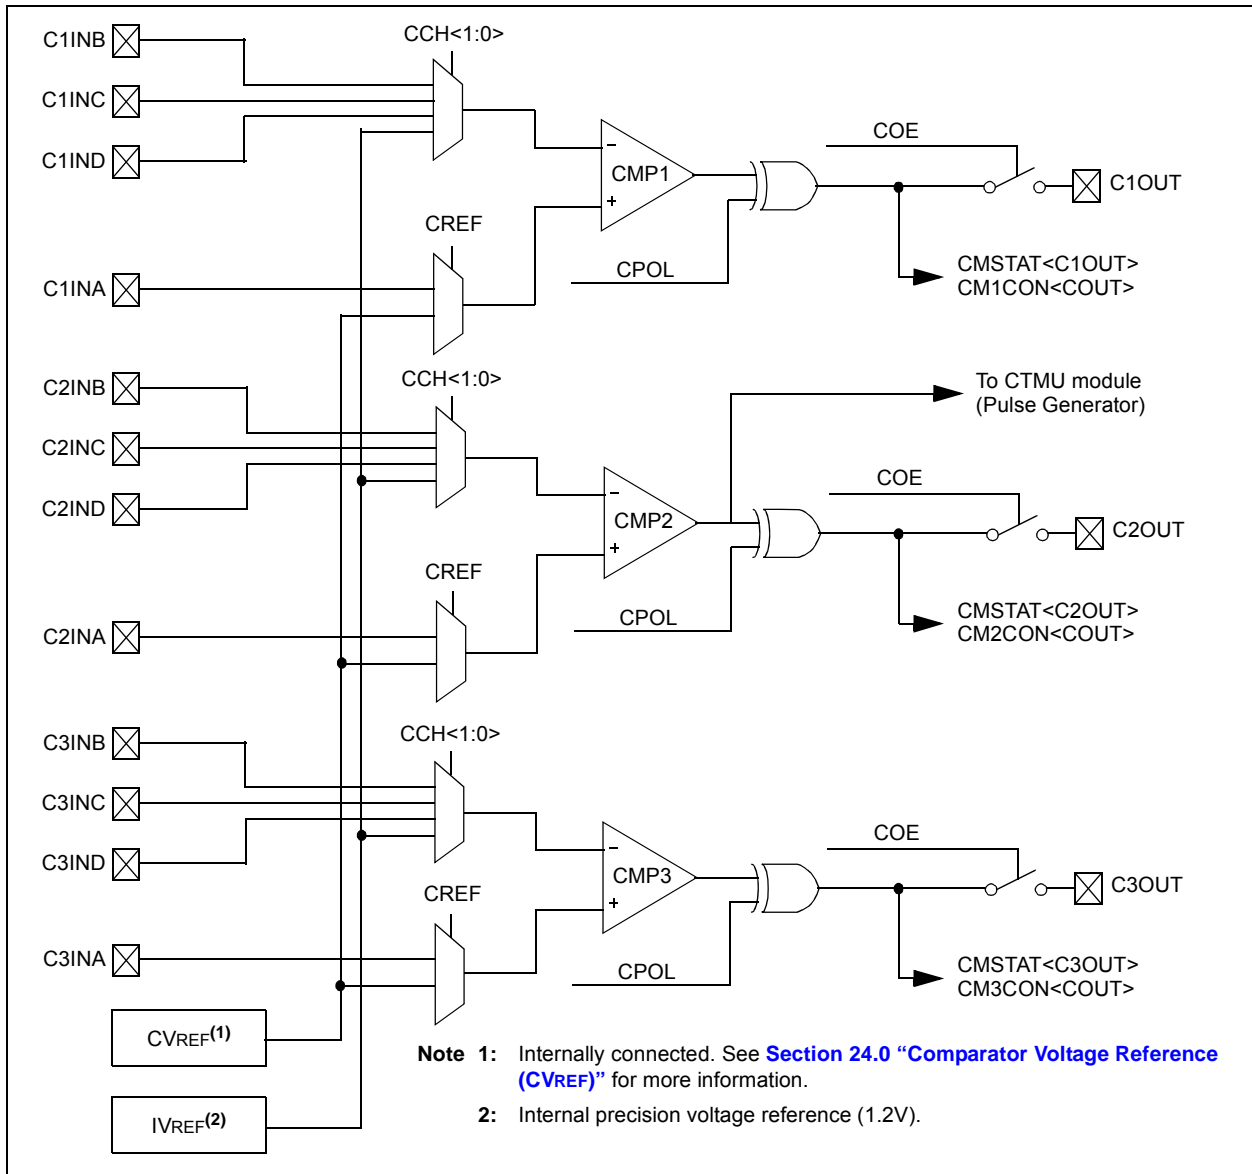 CCH<1:0>
C1INB
C1INC
C1IND
COE
−
CMP1
+
C1OUT
CREF
CPOL
CMSTAT<C1OUT>
CM1CON<COUT>
C1INA
CCH<1:0>
C2INB
To CTMU module
(Pulse Generator)
C2INC
C2IND
COE
−
CMP2
+
C2OUT
CREF
CPOL
CMSTAT<C2OUT>
CM2CON<COUT>
C2INA
CCH<1:0>
C3INB
C3INC
C3IND
COE
−
CMP3
+
C3OUT
CREF
CPOL
CMSTAT<C3OUT>
CM3CON<COUT>
C3INA
CVREF(1)
IVREF(2)
Note 1: Internally connected. See Section 24.0 “Comparator Voltage Reference
(CVREF)” for more information.
2: Internal precision voltage reference (1.2V).